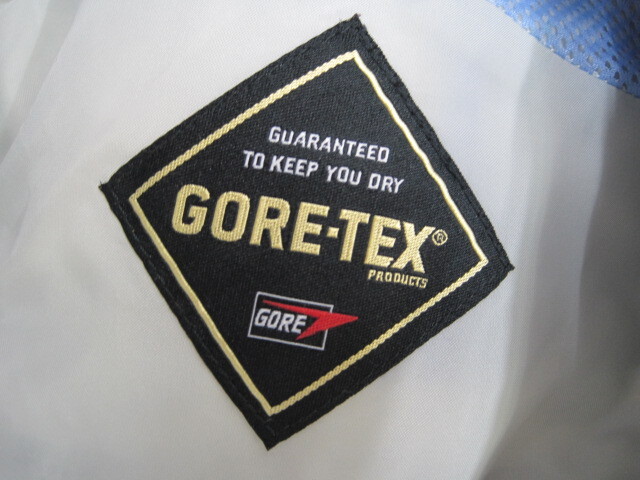 GUARANTEED
TO KEEP YOU DRY
GORE-TEX®
PRODUCTS
GORE